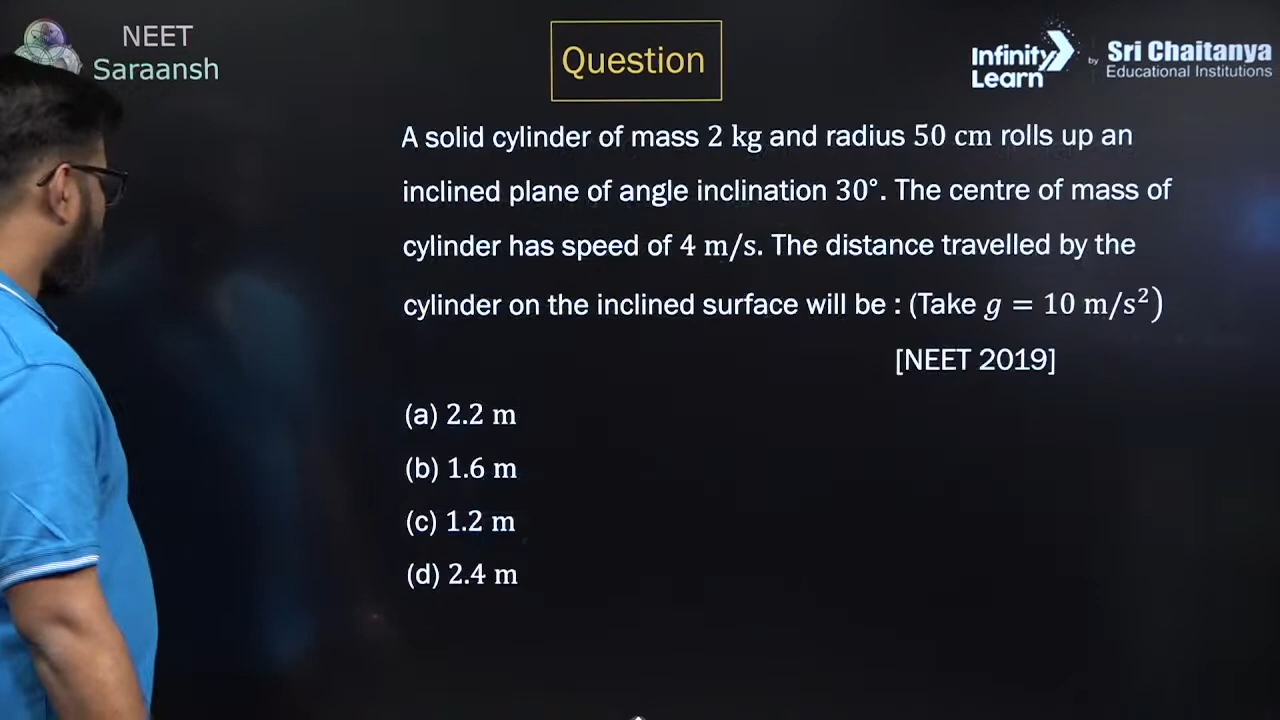 NEET
Saraansh
Question
Infinity
Learn
by
Sri Chaitanya
Educational Institutions
A solid cylinder of mass 2 kg and radius 50 cm rolls up an
inclined plane of angle inclination 30°. The centre of mass of
cylinder has speed of 4 m/s. The distance travelled by the
cylinder on the inclined surface will be : (Take g = 10 m/s²)
[NEET 2019]
(a) 2.2 m
(b) 1.6 m
(c) 1.2 m
(d) 2.4 m